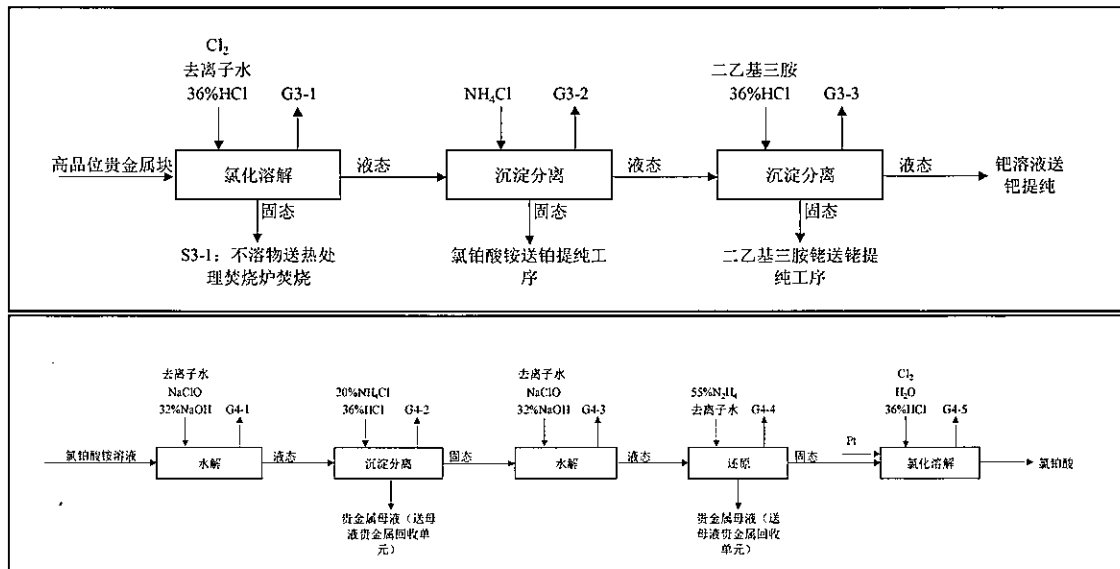 Cl₂
去离子水
36%HCl
G3-1
NH₄Cl
G3-2
二乙基三胺
36%HCl
G3-3
高品位贵金属块
氯化溶解
液态
沉淀分离
液态
沉淀分离
液态
钯溶液送
钯提纯
固态
固态
固态
S3-1：不溶物送热处
理焚烧炉焚烧
氯铂酸铵送铂提纯工
序
二乙基三胺铑送铑提
纯工序
去离子水
NaClO
32%NaOH
G4-1
20%NH₄Cl
36%HCl
G4-2
去离子水
NaClO
32%NaOH
G4-3
55%N₂H₄
去离子水
G4-4
Cl₂
H₂O
36%HCl
G4-5
Pt
氯铂酸铵溶液
水解
液态
沉淀分离
固态
水解
液态
还原
固态
氯化溶解
氯铂酸
贵金属母液（送母
液贵金属回收单
元）
贵金属母液（送
母液贵金属回收
单元）